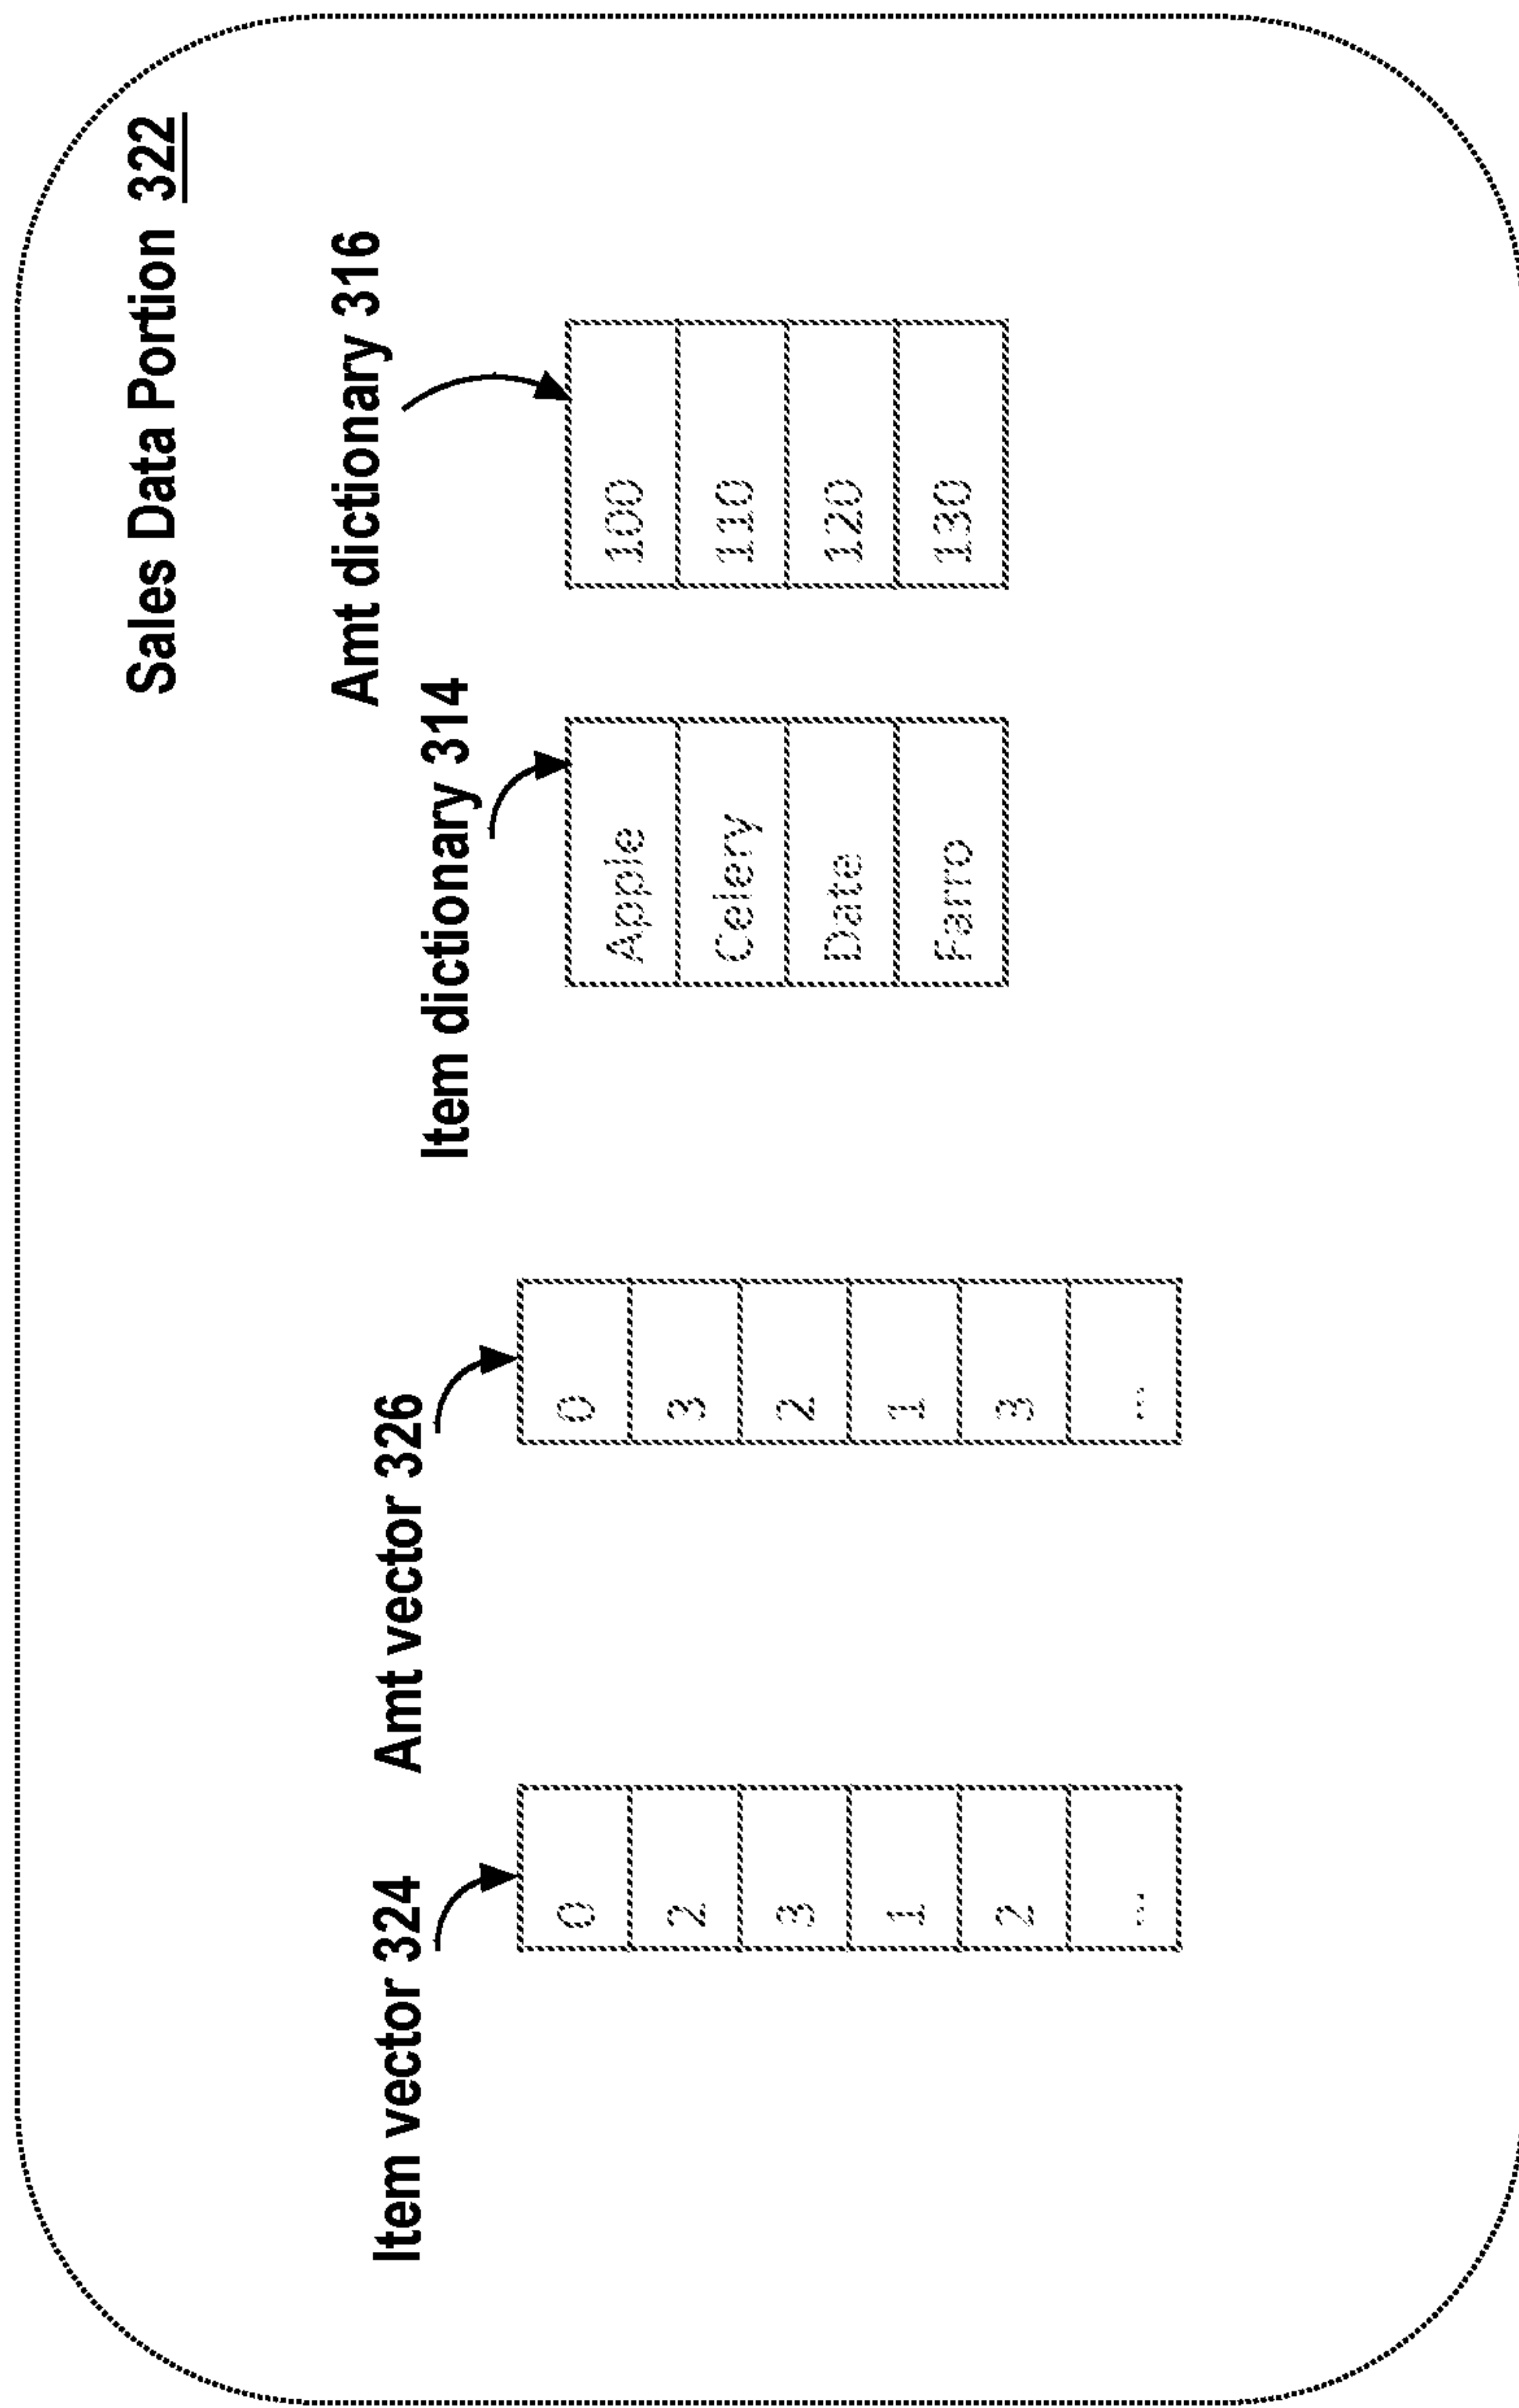 Sales Data Portion 322
Amt dictionary 316
Item dictionary 314
Item vector 324
Amt vector 326
0
2
3
1
2
...
0
3
2
1
3
...
Apple
Celery
Date
Farro
100
110
120
130